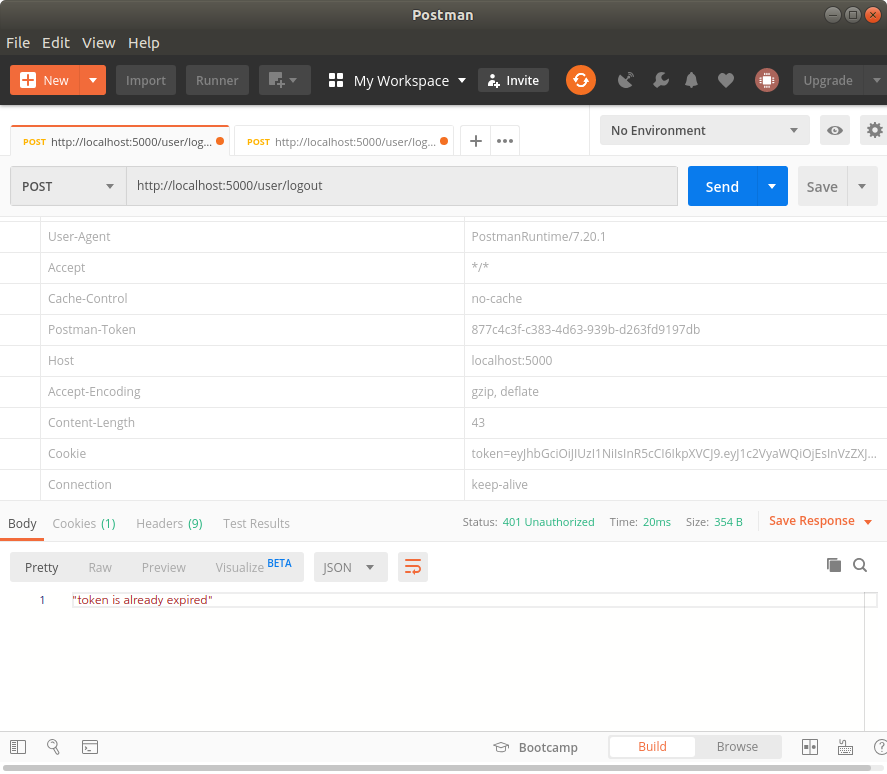 Postman
File Edit View Help
New Import Runner My Workspace Invite Upgrade
POST http://localhost:5000/user/log... POST http://localhost:5000/user/log... No Environment
POST http://localhost:5000/user/logout Send Save
User-Agent PostmanRuntime/7.20.1
Accept */*
Cache-Control no-cache
Postman-Token 877c4c3f-c383-4d63-939b-d263fd9197db
Host localhost:5000
Accept-Encoding gzip, deflate
Content-Length 43
Cookie token=eyJhbGciOiJIUzI1NiIsInR5cCI6IkpXVCJ9.eyJ1c2VyaWQiOjEsInVzZXJ...
Connection keep-alive
Body Cookies (1) Headers (9) Test Results Status: 401 Unauthorized Time: 20ms Size: 354 B Save Response
Pretty Raw Preview Visualize BETA JSON
1 "token is already expired"
Bootcamp Build Browse